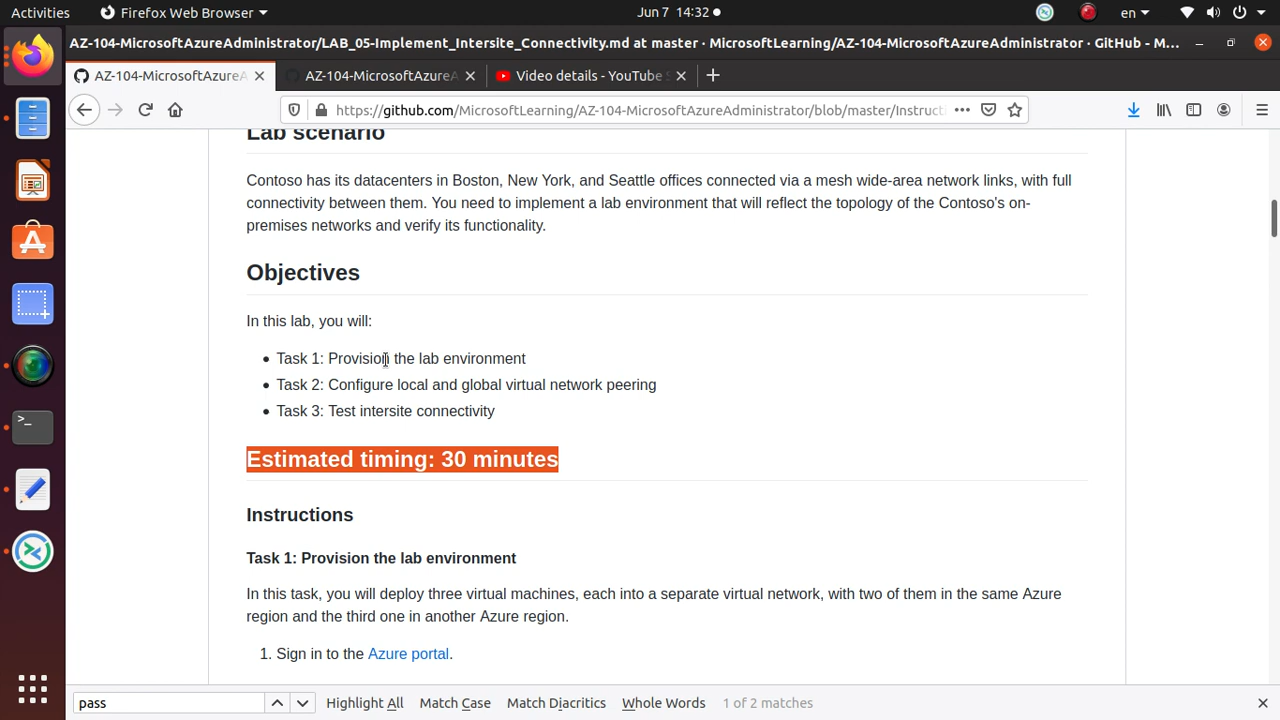 Activities
Firefox Web Browser
Jun 7 14:32
en
AZ-104-MicrosoftAzureAdministrator/LAB_05-Implement_Intersite_Connectivity.md at master · MicrosoftLearning/AZ-104-MicrosoftAzureAdministrator · GitHub - M...
AZ-104-MicrosoftAzureA
AZ-104-MicrosoftAzureA
Video details - YouTube S
https://github.com/MicrosoftLearning/AZ-104-MicrosoftAzureAdministrator/blob/master/Instruct
Lab scenario
Contoso has its datacenters in Boston, New York, and Seattle offices connected via a mesh wide-area network links, with full
connectivity between them. You need to implement a lab environment that will reflect the topology of the Contoso's on-
premises networks and verify its functionality.
Objectives
In this lab, you will:
• Task 1: Provision the lab environment
• Task 2: Configure local and global virtual network peering
• Task 3: Test intersite connectivity
Estimated timing: 30 minutes
Instructions
Task 1: Provision the lab environment
In this task, you will deploy three virtual machines, each into a separate virtual network, with two of them in the same Azure
region and the third one in another Azure region.
1. Sign in to the Azure portal.
pass
Highlight All
Match Case
Match Diacritics
Whole Words
1 of 2 matches